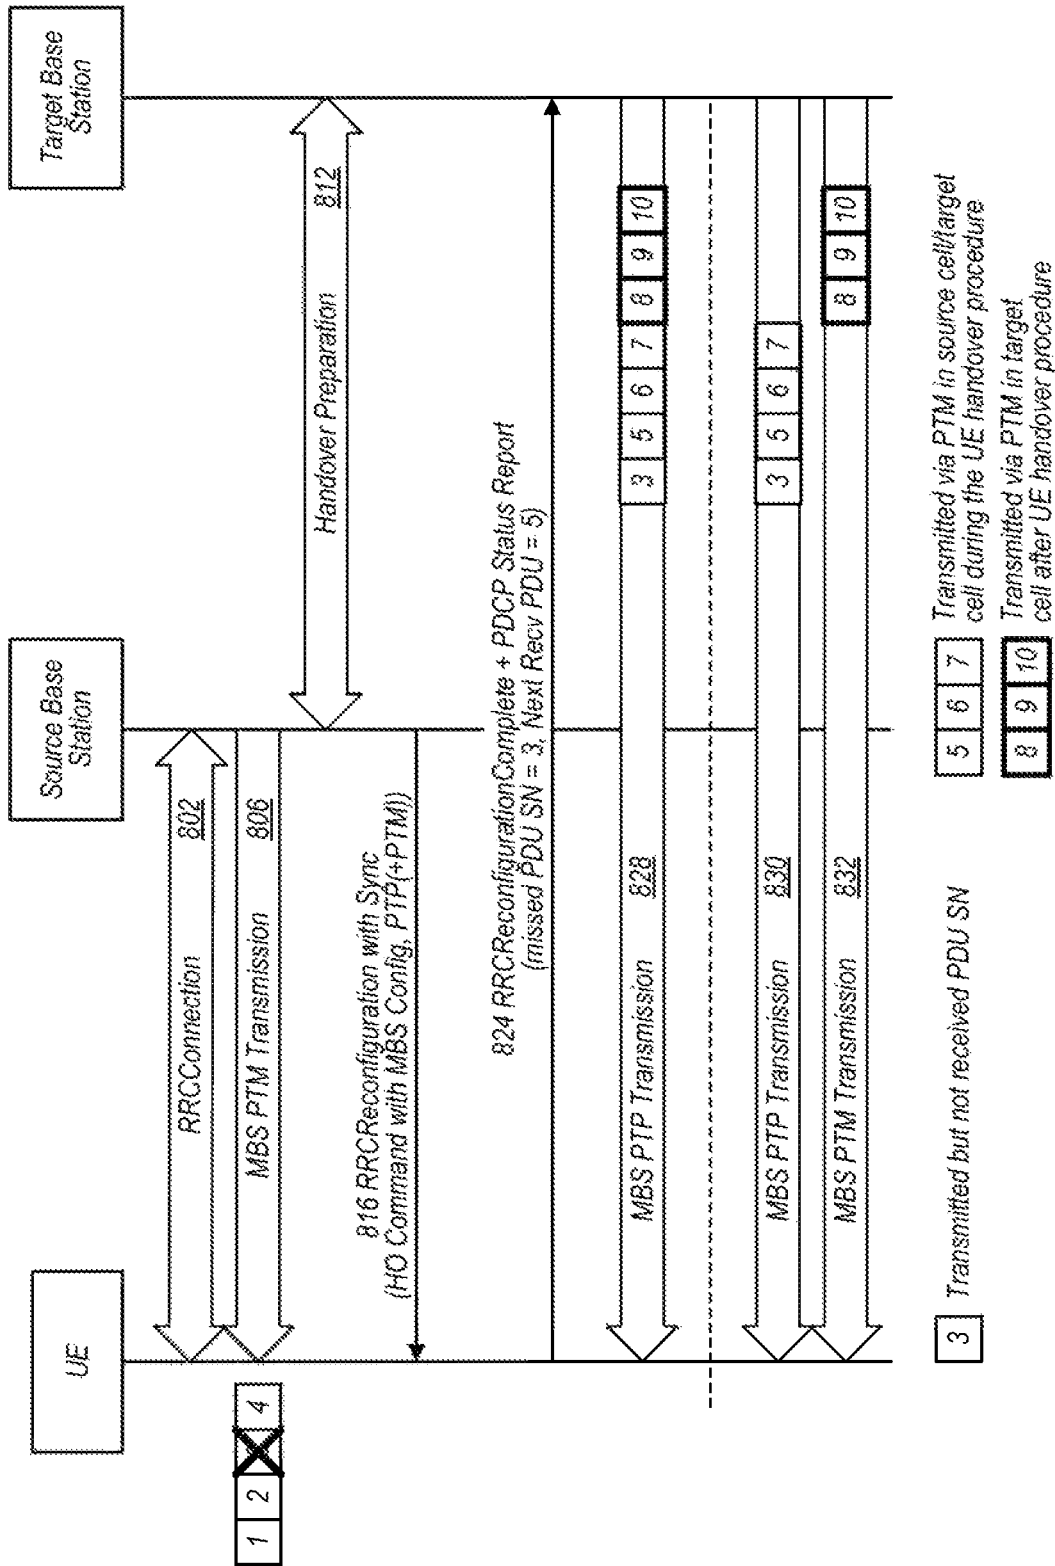 UE
Source Base
Station
Target Base
Station
RRCConnection 802
1 2 4
MBS PTM Transmission 806
Handover Preparation 812
816 RRCReconfiguration with Sync
(HO Command with MBS Config, PTP(+PTM))
824 RRCReconfigurationComplete + PDCP Status Report
(missed PDU SN = 3, Next Recv PDU = 5)
MBS PTP Transmission 828 3 5 6 7 8 9 10
MBS PTP Transmission 830 3 5 6 7
MBS PTM Transmission 832 8 9 10
3 Transmitted but not received PDU SN
5 6 7 Transmitted via PTM in source cell/target
cell during the UE handover procedure
8 9 10 Transmitted via PTM in target
cell after UE handover procedure